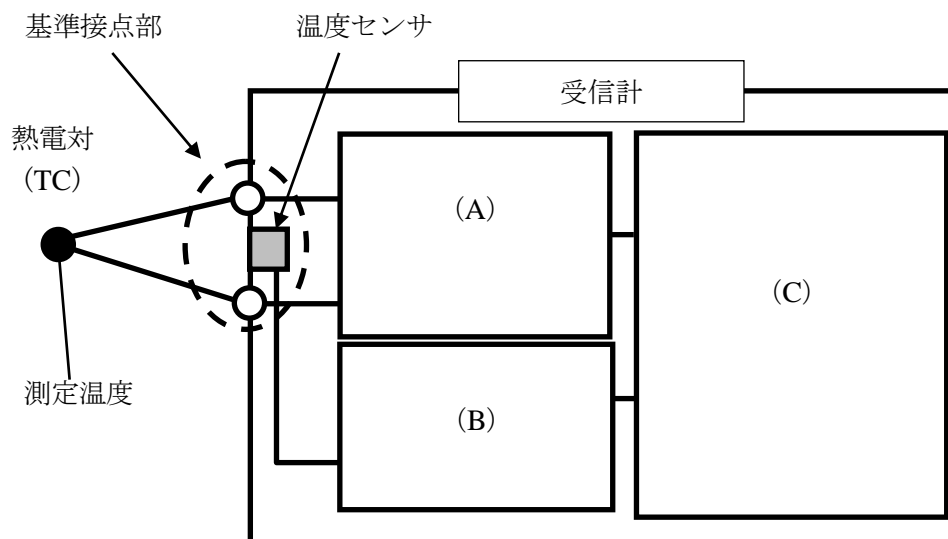 基準接点部
温度センサ
受信計
熱電対
（TC）
（A）
（C）
測定温度
（B）